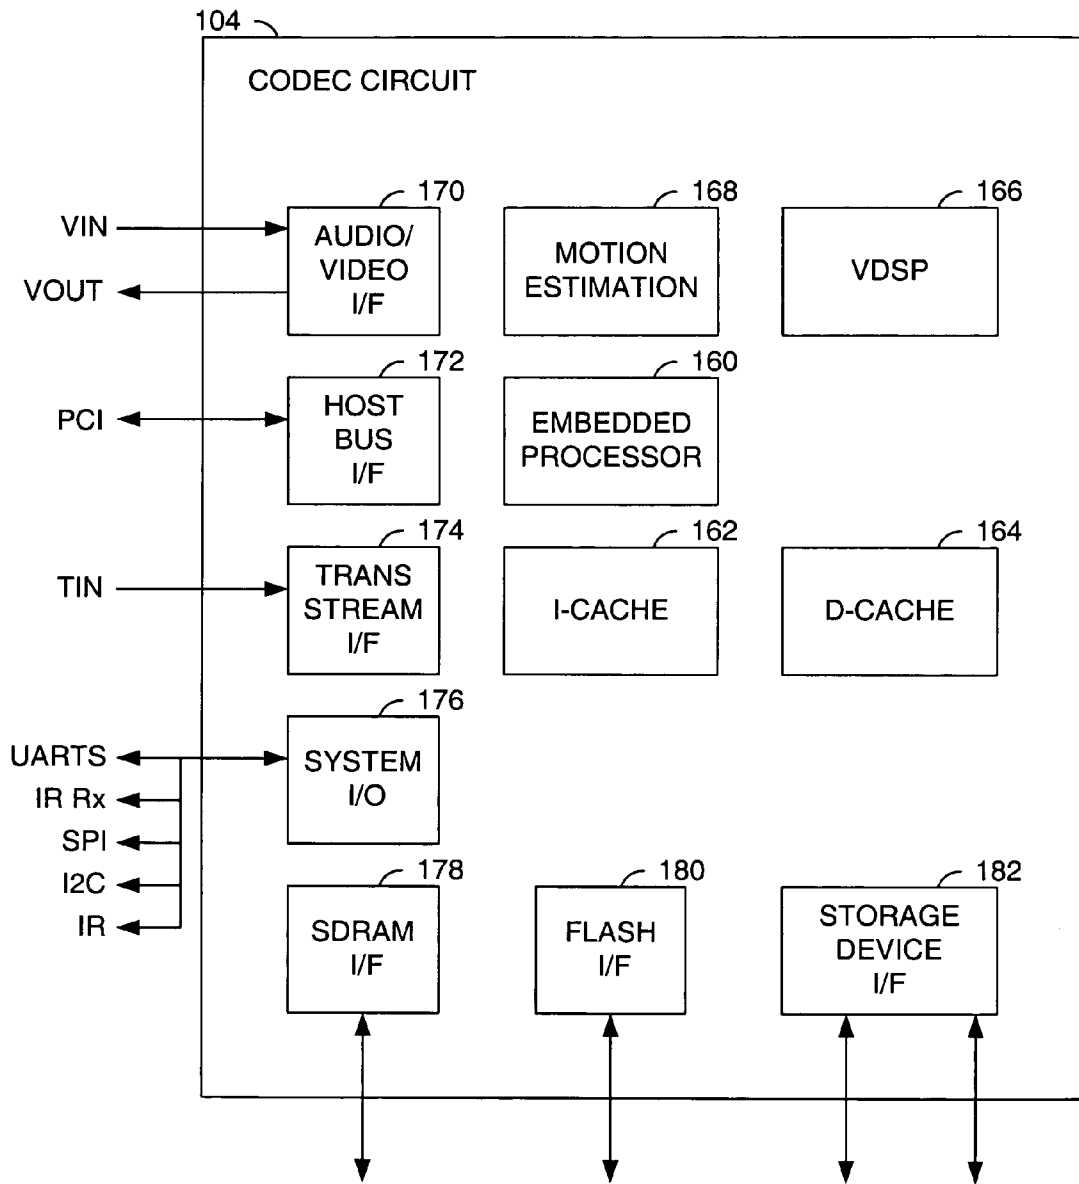 104
CODEC CIRCUIT
170
168
166
VIN
AUDIO/
VIDEO
I/F
VOUT
MOTION
ESTIMATION
VDSP
172
160
PCI
HOST
BUS
I/F
EMBEDDED
PROCESSOR
174
162
164
TIN
TRANS
STREAM
I/F
I-CACHE
D-CACHE
176
UARTS
IR Rx
SPI
I2C
IR
SYSTEM
I/O
178
180
182
SDRAM
I/F
FLASH
I/F
STORAGE
DEVICE
I/F